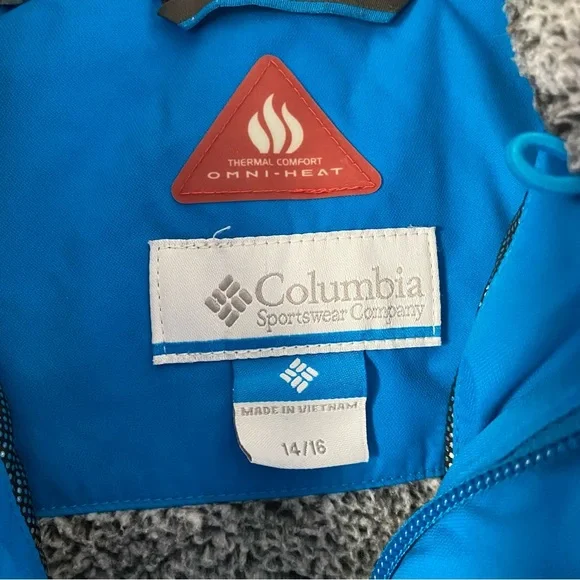 THERMAL COMFORT
OMNI-HEAT
Columbia
Sportswear Company
MADE IN VIETNAM
14/16